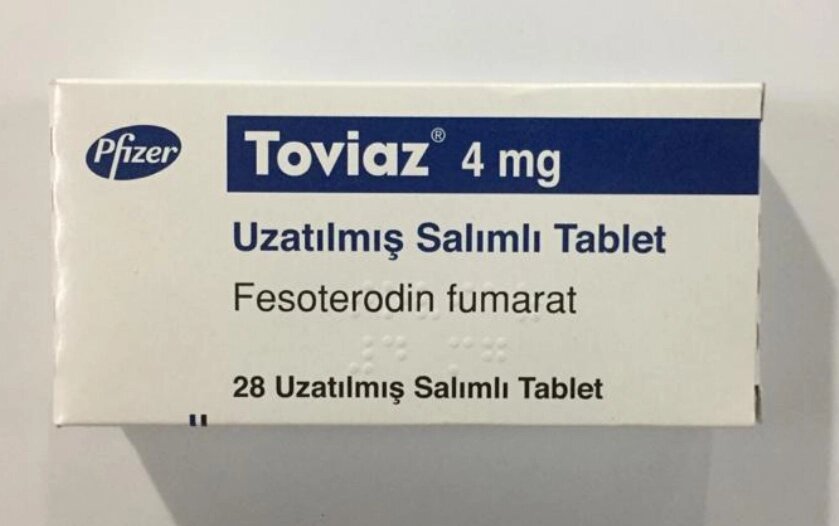 Pfizer
Toviaz® 4 mg
Uzatılmış Salımlı Tablet
Fesoterodin fumarat
28 Uzatılmış Salımlı Tablet